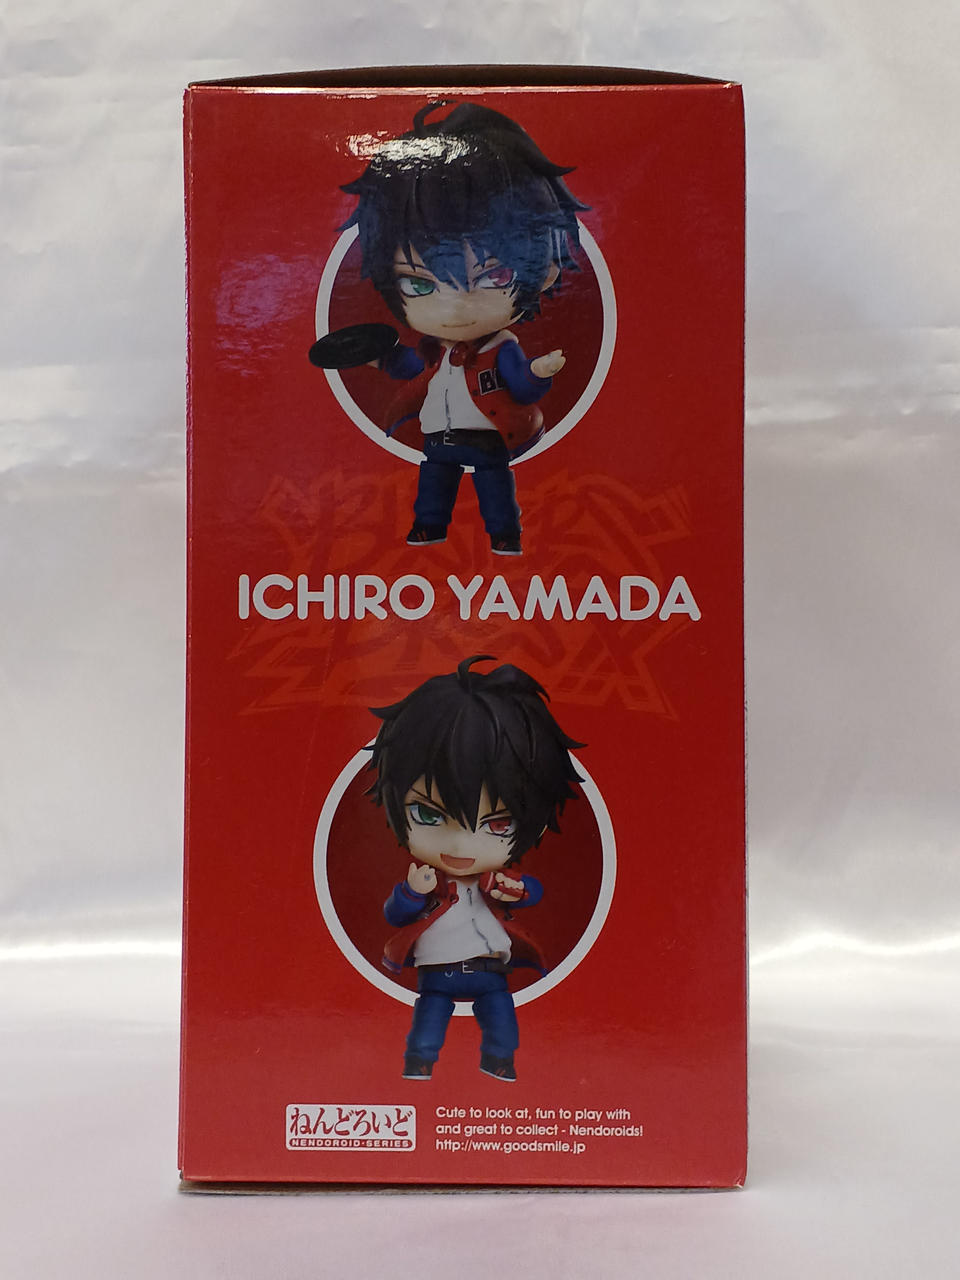 ICHIRO YAMADA
ねんどろいど
NENDOROID-SERIES
Cute to look at, fun to play with
and great to collect - Nendoroids!
http://www.goodsmile.jp